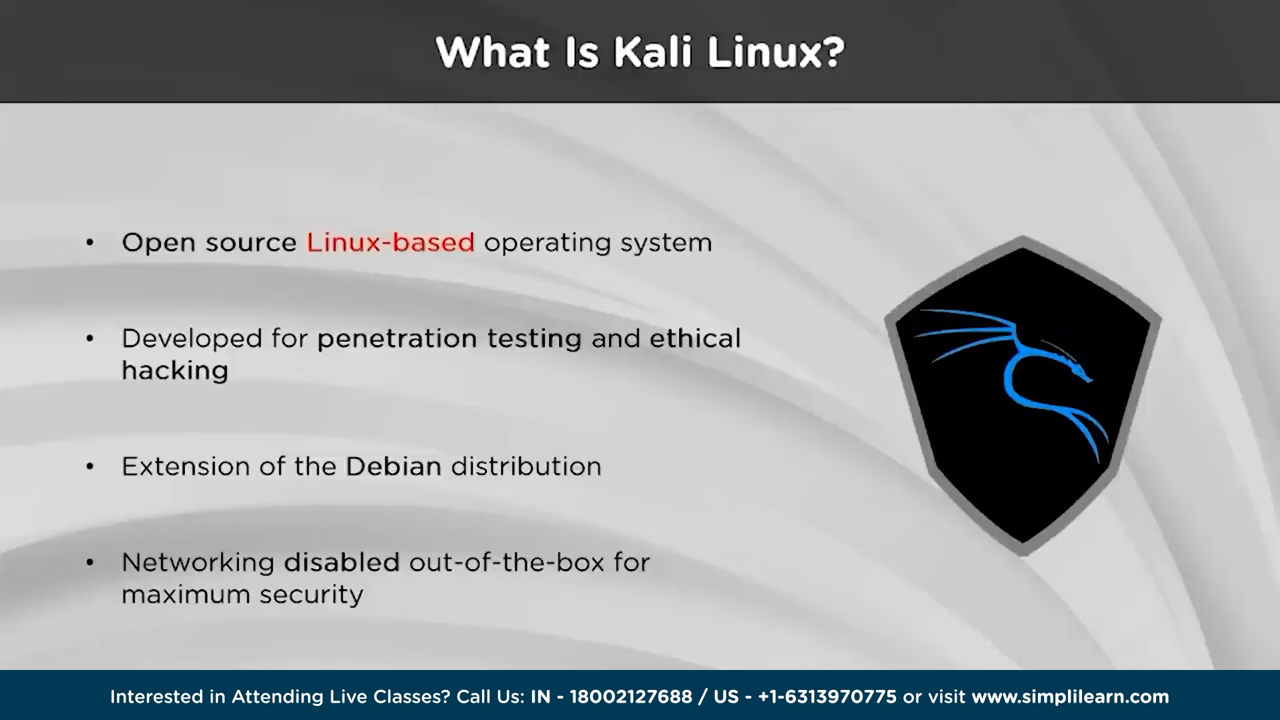 What Is Kali Linux?
• Open source Linux-based operating system
• Developed for penetration testing and ethical
hacking
• Extension of the Debian distribution
• Networking disabled out-of-the-box for
maximum security
Interested in Attending Live Classes? Call Us: IN - 18002127688 / US - +1-6313970775 or visit www.simplilearn.com